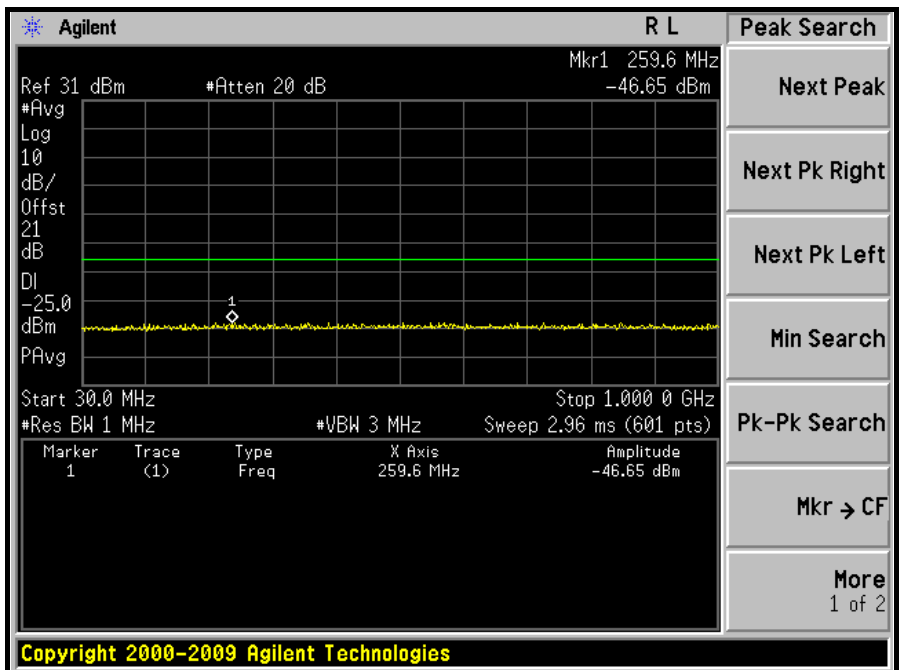 Agilent R L Peak Search
Mkr1 259.6 MHz
Ref 31 dBm #Atten 20 dB -46.65 dBm
#Avg
Log
10
dB/
Offst
21
dB
DI
-25.0
dBm
PAvg
1
Start 30.0 MHz Stop 1.000 0 GHz
#Res BW 1 MHz #VBW 3 MHz Sweep 2.96 ms (601 pts)
Marker Trace Type X Axis Amplitude
1 (1) Freq 259.6 MHz -46.65 dBm
Next Peak
Next Pk Right
Next Pk Left
Min Search
Pk-Pk Search
Mkr → CF
More
1 of 2
Copyright 2000-2009 Agilent Technologies